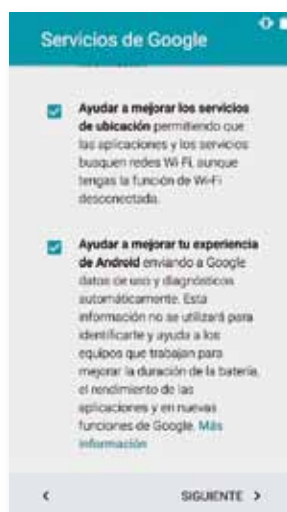 Servicios de Google
Ayudar a mejorar los servicios
de ubicación permitiendo que
las aplicaciones y los servicios
busquen redes Wi-Fi, aunque
tengas la función de Wi-Fi
desconectada.
Ayudar a mejorar tu experiencia
de Android enviando a Google
datos de uso y diagnósticos
automáticamente. Esta
información no se utilizará para
identificarte y ayuda a los
equipos que trabajan para
mejorar la duración de la batería,
el rendimiento de las
aplicaciones y en nuevas
funciones de Google. Más
información
SIGUIENTE